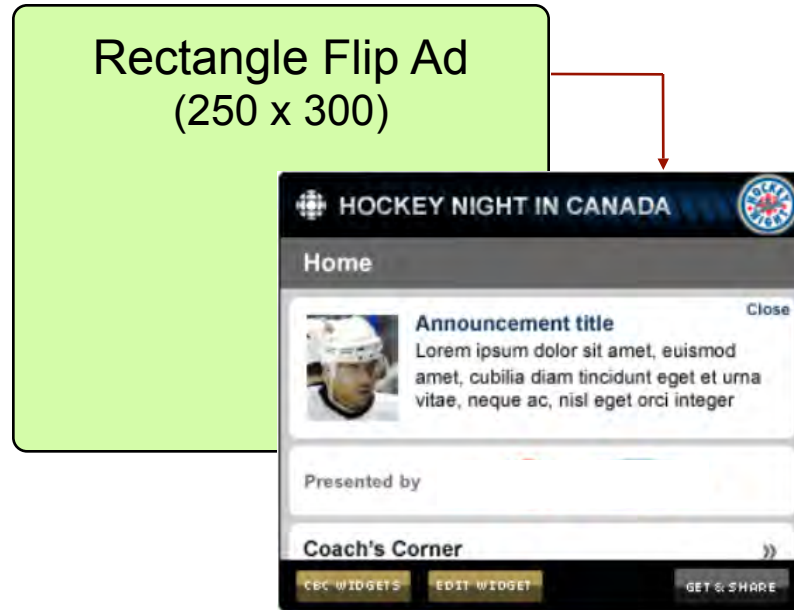 Rectangle Flip Ad
(250 x 300)
HOCKEY NIGHT IN CANADA
HOCKEY
NIGHT
Home
Close
Announcement title
Lorem ipsum dolor sit amet, euismod
amet, cubilia diam tincidunt eget et urna
vitae, neque ac, nisl eget orci integer
Presented by
Coach's Corner »
CBC WIDGETS EDIT WIDGET GET & SHARE